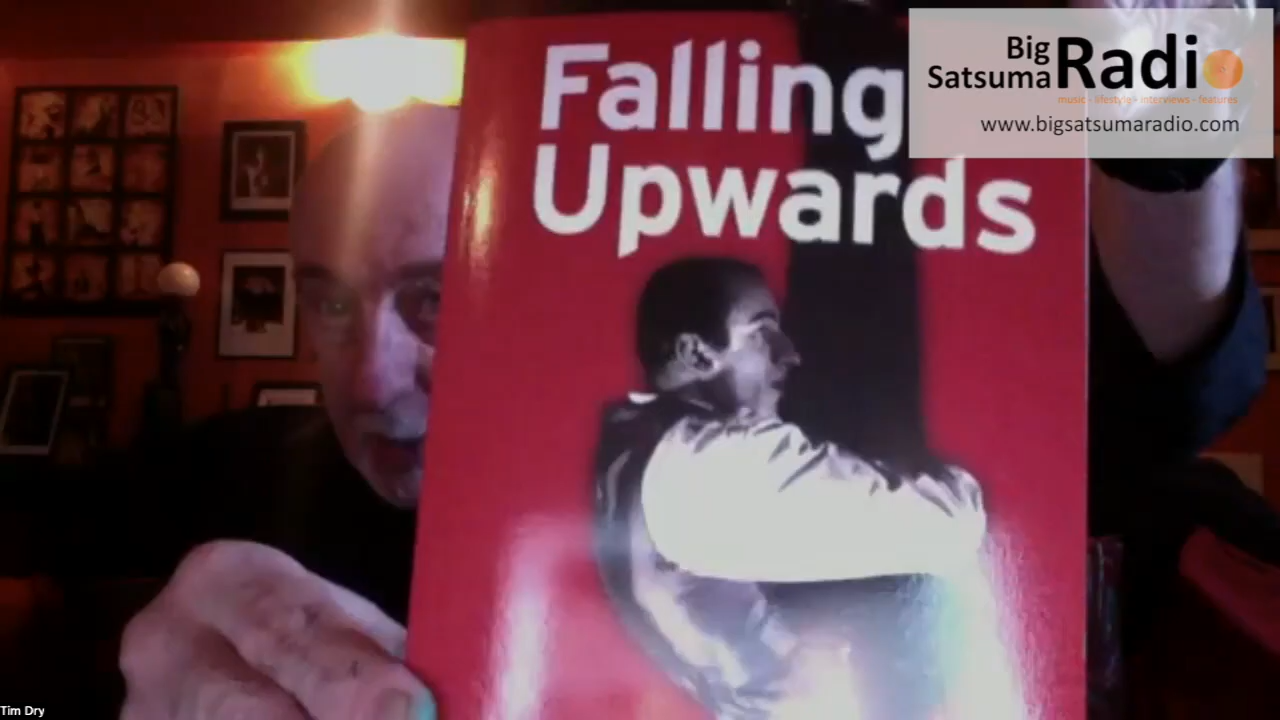 Falling
Upwards
Big
Satsuma Radio
music - lifestyle - interviews - features
www.bigsatsumaradio.com
Tim Dry